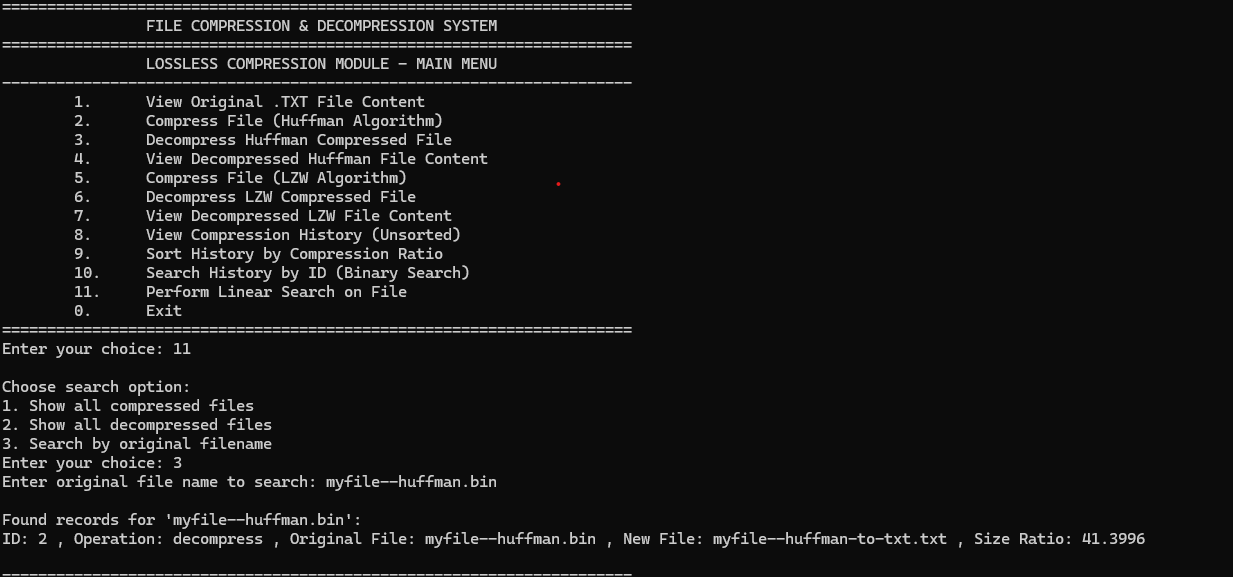 ======================================================================
FILE COMPRESSION & DECOMPRESSION SYSTEM
======================================================================
LOSSLESS COMPRESSION MODULE - MAIN MENU
----------------------------------------------------------------------
1. View Original .TXT File Content
2. Compress File (Huffman Algorithm)
3. Decompress Huffman Compressed File
4. View Decompressed Huffman File Content
5. Compress File (LZW Algorithm)
6. Decompress LZW Compressed File
7. View Decompressed LZW File Content
8. View Compression History (Unsorted)
9. Sort History by Compression Ratio
10. Search History by ID (Binary Search)
11. Perform Linear Search on File
0. Exit
======================================================================
Enter your choice: 11
Choose search option:
1. Show all compressed files
2. Show all decompressed files
3. Search by original filename
Enter your choice: 3
Enter original file name to search: myfile--huffman.bin
Found records for 'myfile--huffman.bin':
ID: 2 , Operation: decompress , Original File: myfile--huffman.bin , New File: myfile--huffman-to-txt.txt , Size Ratio: 41.3996
======================================================================